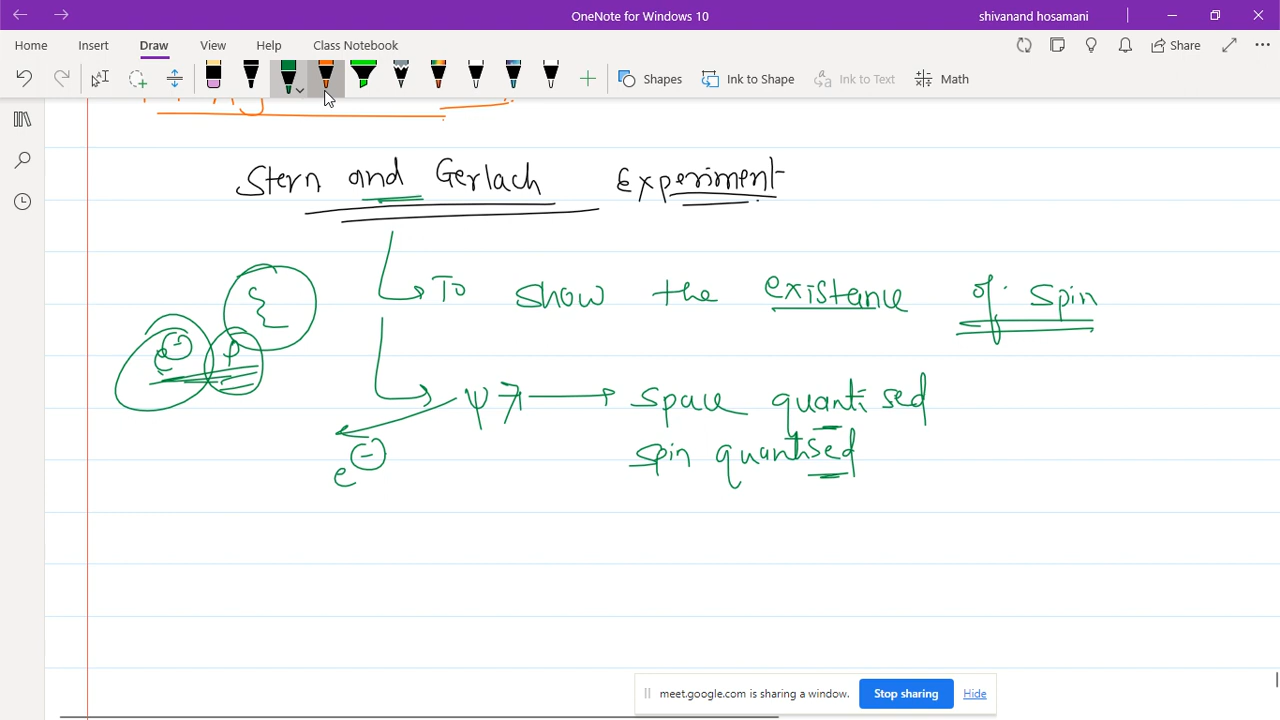 OneNote for Windows 10
shivanand hosamani
Home Insert Draw View Help Class Notebook
Share
Shapes Ink to Shape Ink to Text Math
Stern and Gerlach Experiment
To show the existance of spin
e⊖ p
ψ
space quantised
spin quantised
e⊖
meet.google.com is sharing a window. Stop sharing Hide